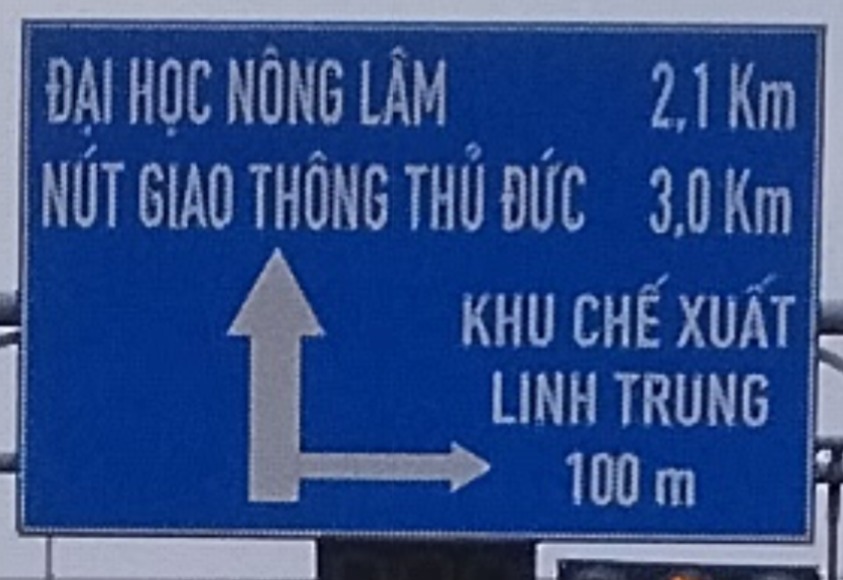 ĐẠI HỌC NÔNG LÂM 2,1 Km
NÚT GIAO THÔNG THỦ ĐỨC 3,0 Km
KHU CHẾ XUẤT
LINH TRUNG
100 m